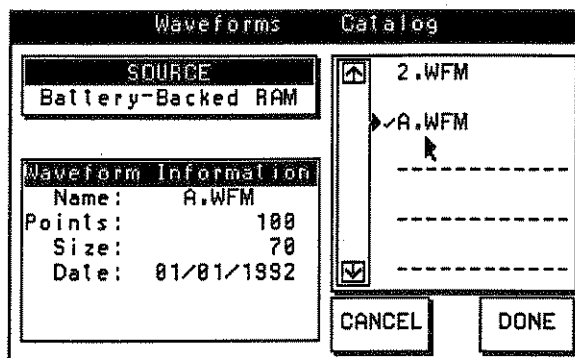 Waveforms Catalog
SOURCE
Battery-Backed RAM
Waveform Information
Name: A.WFM
Points: 100
Size: 70
Date: 01/01/1992
2.WFM
✓A.WFM
CANCEL
DONE